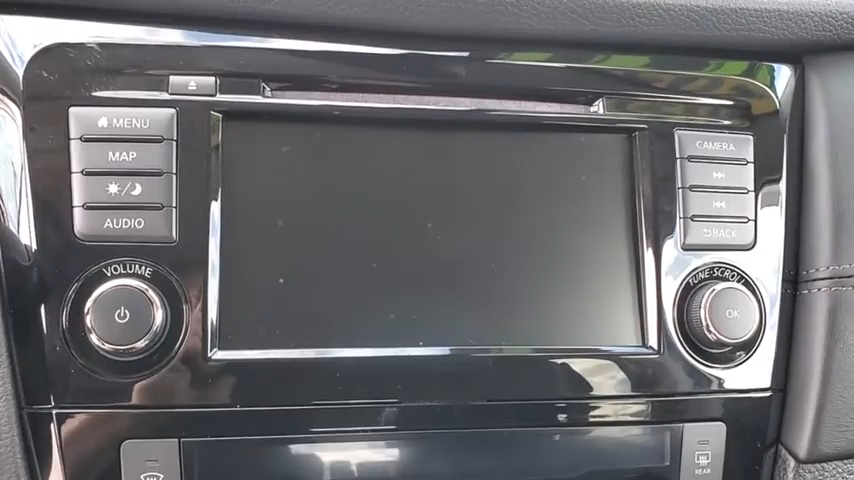 MENU
MAP
AUDIO
VOLUME
CAMERA
BACK
TUNE·SCROLL
OK
REAR